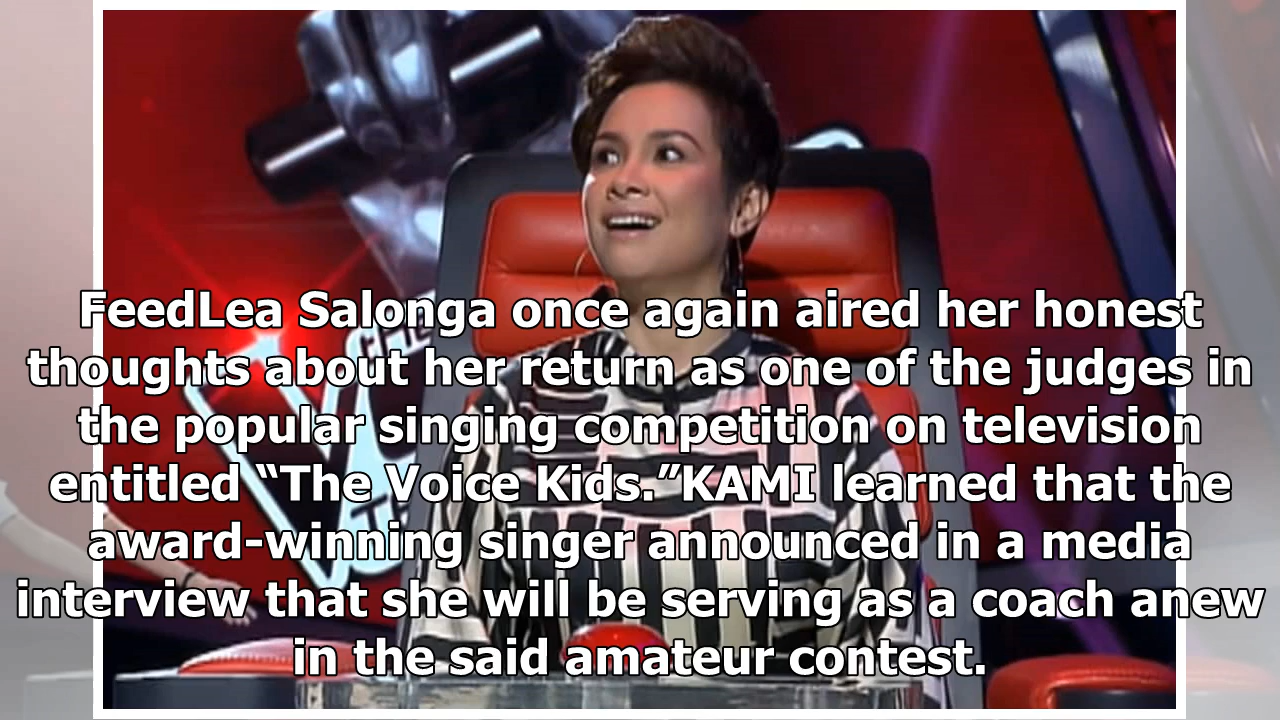 FeedLea Salonga once again aired her honest
thoughts about her return as one of the judges in
the popular singing competition on television
entitled “The Voice Kids.”KAMI learned that the
award-winning singer announced in a media
interview that she will be serving as a coach anew
in the said amateur contest.
THE